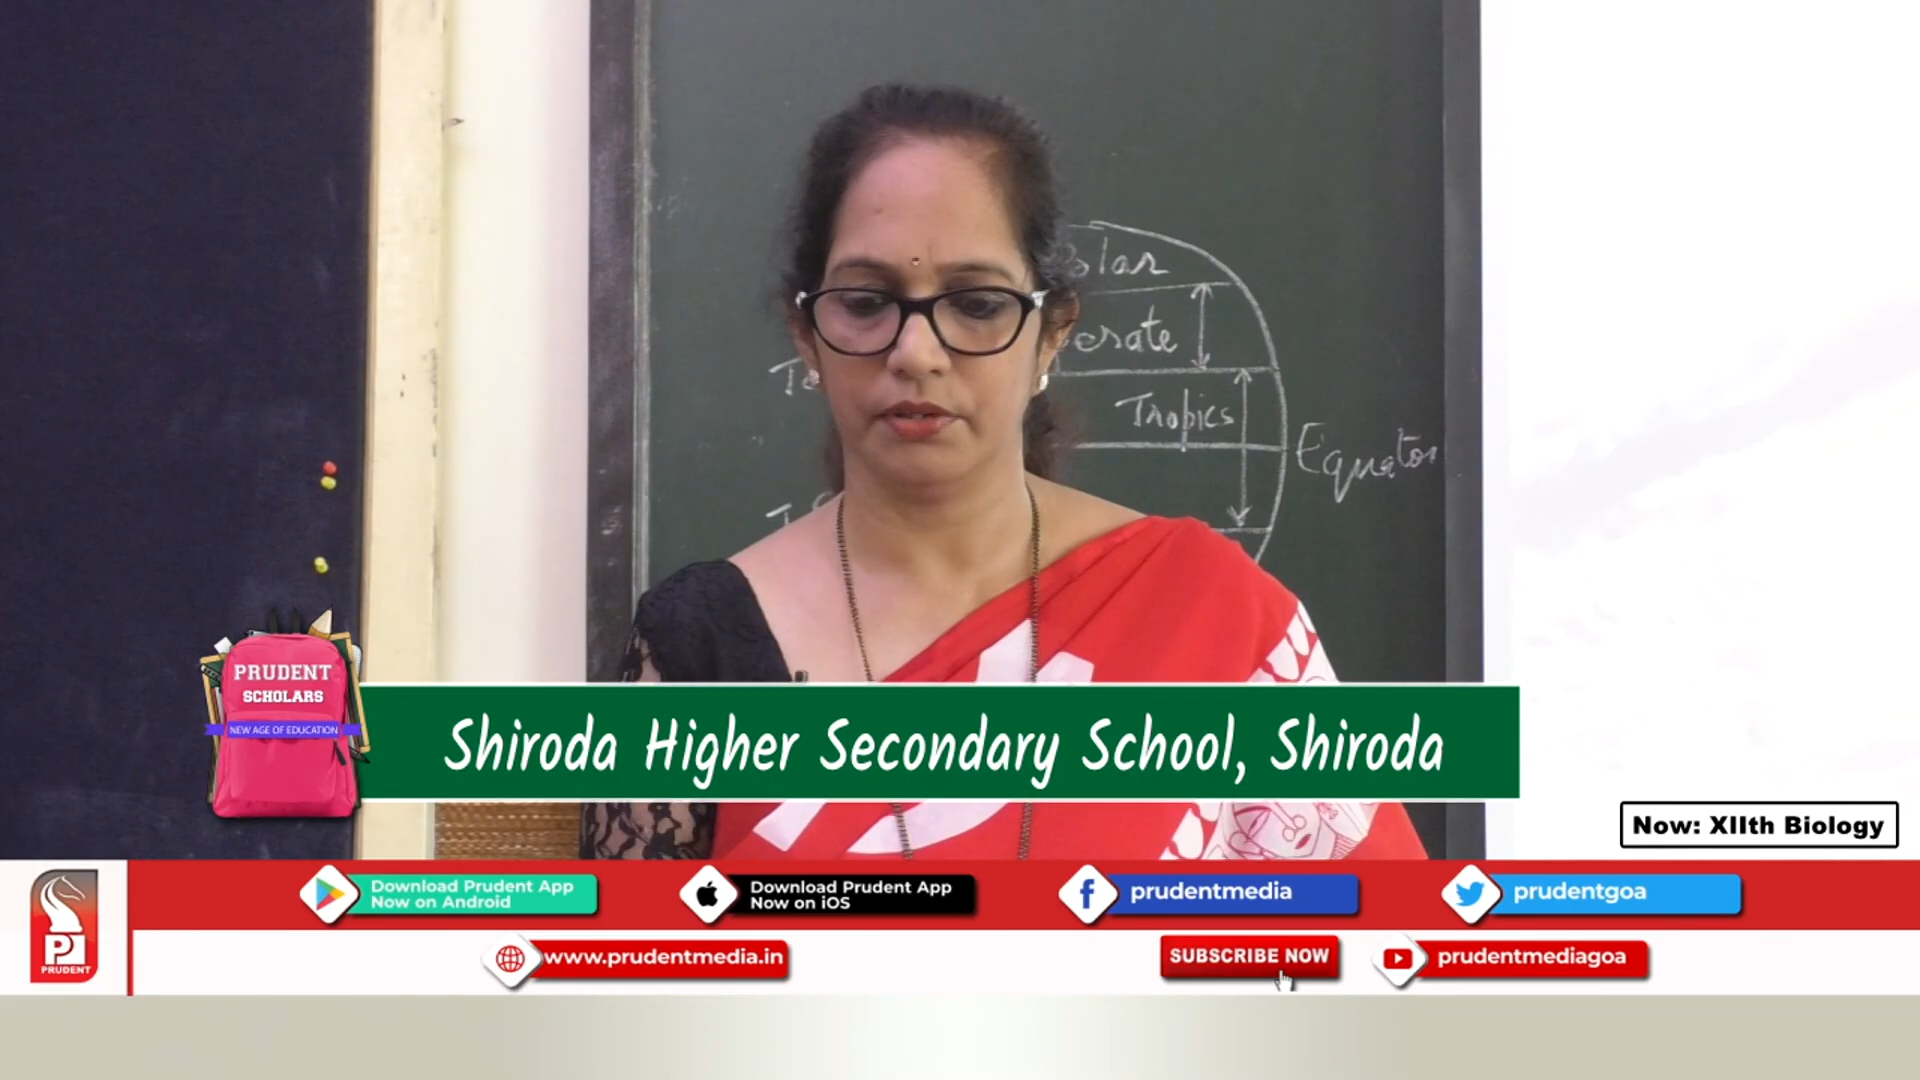 Tropics
Equator
PRUDENT
SCHOLARS
NEW AGE OF EDUCATION
Shiroda Higher Secondary School, Shiroda
Now: XIIth Biology
PRUDENT
Download Prudent App
Now on Android
Download Prudent App
Now on iOS
prudentmedia
prudentgoa
www.prudentmedia.in
SUBSCRIBE NOW
prudentmediagoa